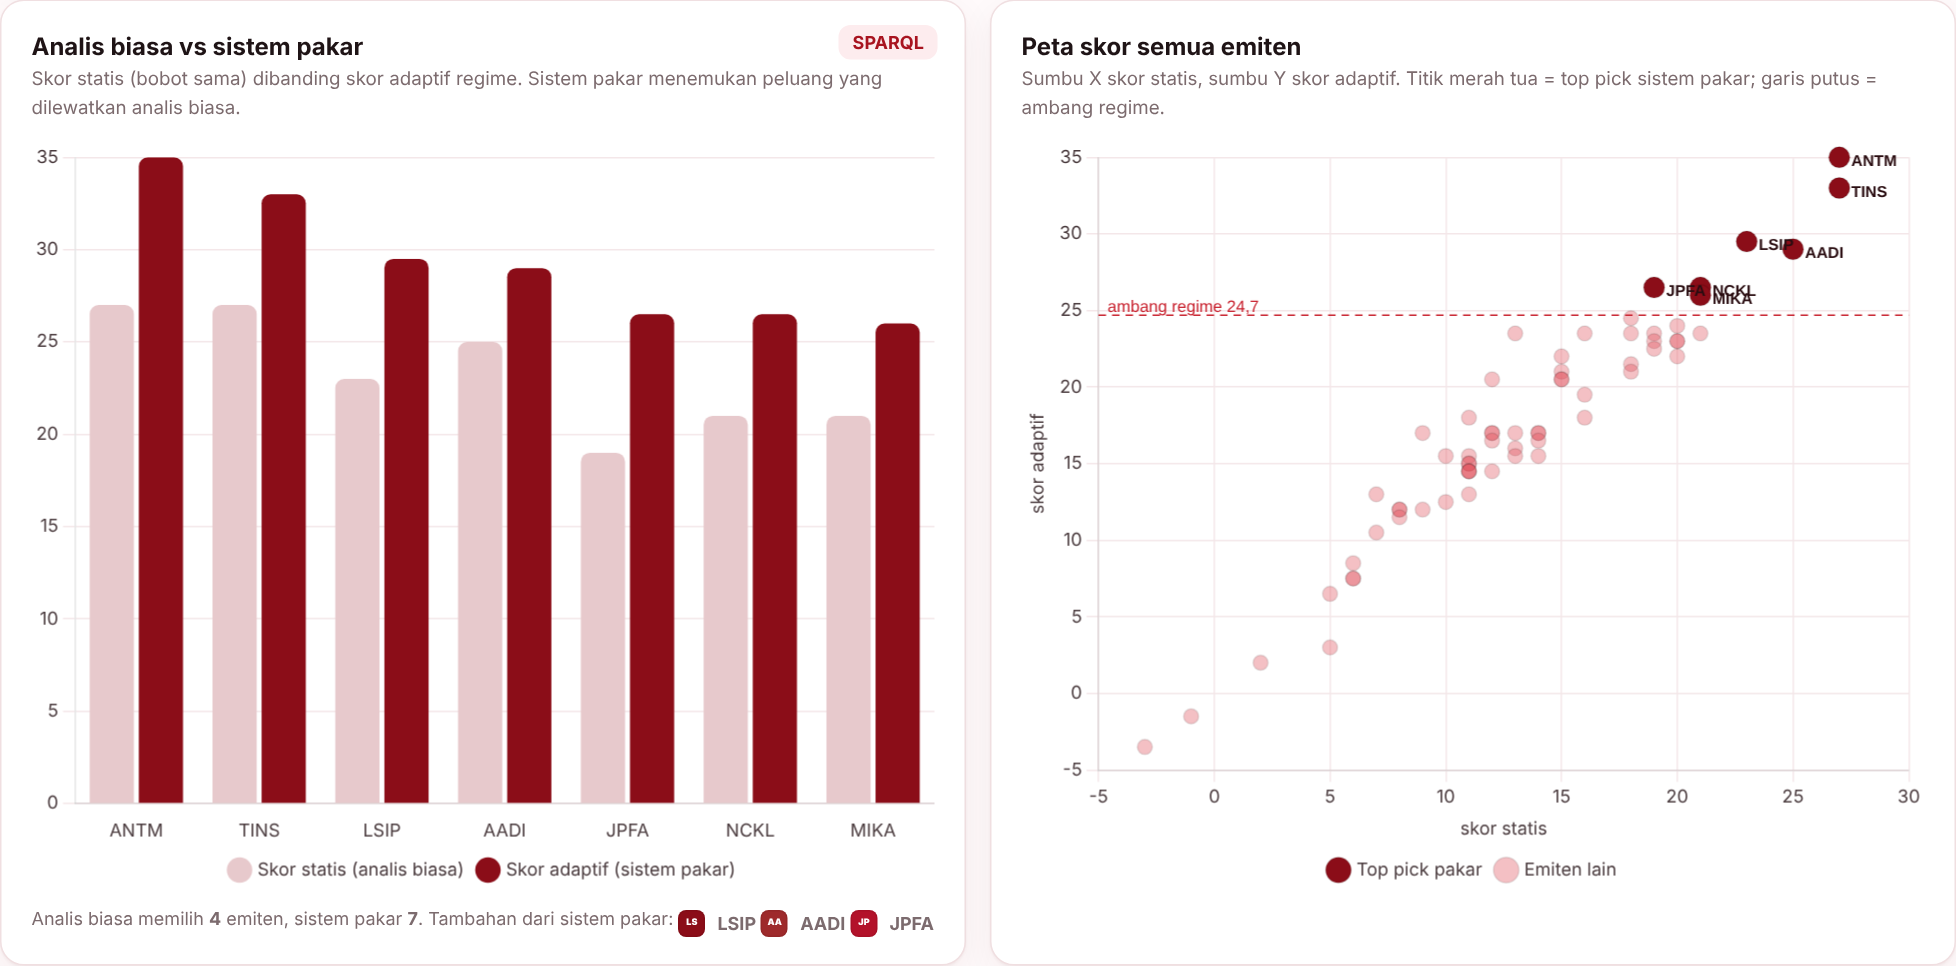 Analis biasa vs sistem pakar
SPARQL
Skor statis (bobot sama) dibanding skor adaptif regime. Sistem pakar menemukan peluang yang
dilewatkan analis biasa.
35
30
25
20
15
10
5
0
ANTM
TINS
LSIP
AADI
JPFA
NCKL
MIKA
Skor statis (analis biasa)
Skor adaptif (sistem pakar)
Analis biasa memilih 4 emiten, sistem pakar 7. Tambahan dari sistem pakar: LS LSIP AA AADI JP JPFA
Peta skor semua emiten
Sumbu X skor statis, sumbu Y skor adaptif. Titik merah tua = top pick sistem pakar; garis putus =
ambang regime.
skor adaptif
35
30
25
20
15
10
5
0
-5
ANTM
TINS
LSIP
AADI
JPFA
NCKL
MIKA
ambang regime 24,7
-5
0
5
10
15
20
25
30
skor statis
Top pick pakar
Emiten lain